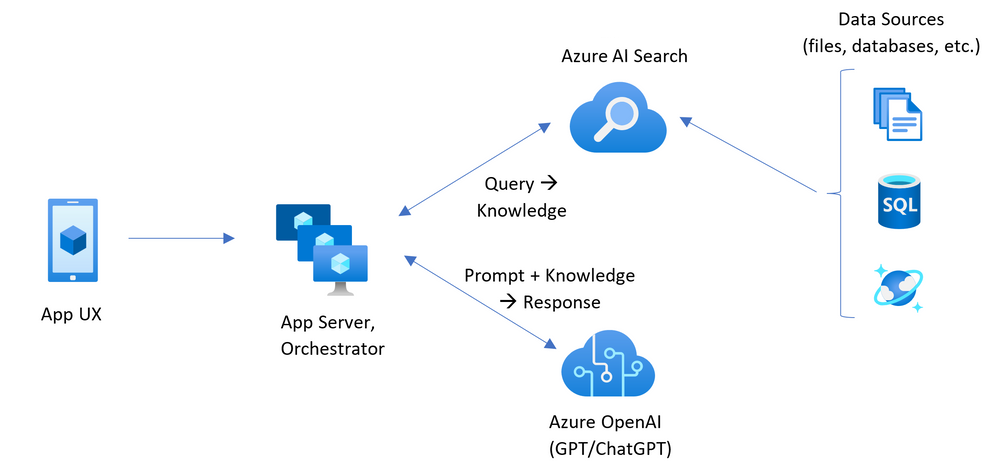 Data Sources
(files, databases, etc.)
Azure AI Search
SQL
Query →
Knowledge
Prompt + Knowledge
→ Response
App UX
App Server,
Orchestrator
Azure OpenAI
(GPT/ChatGPT)